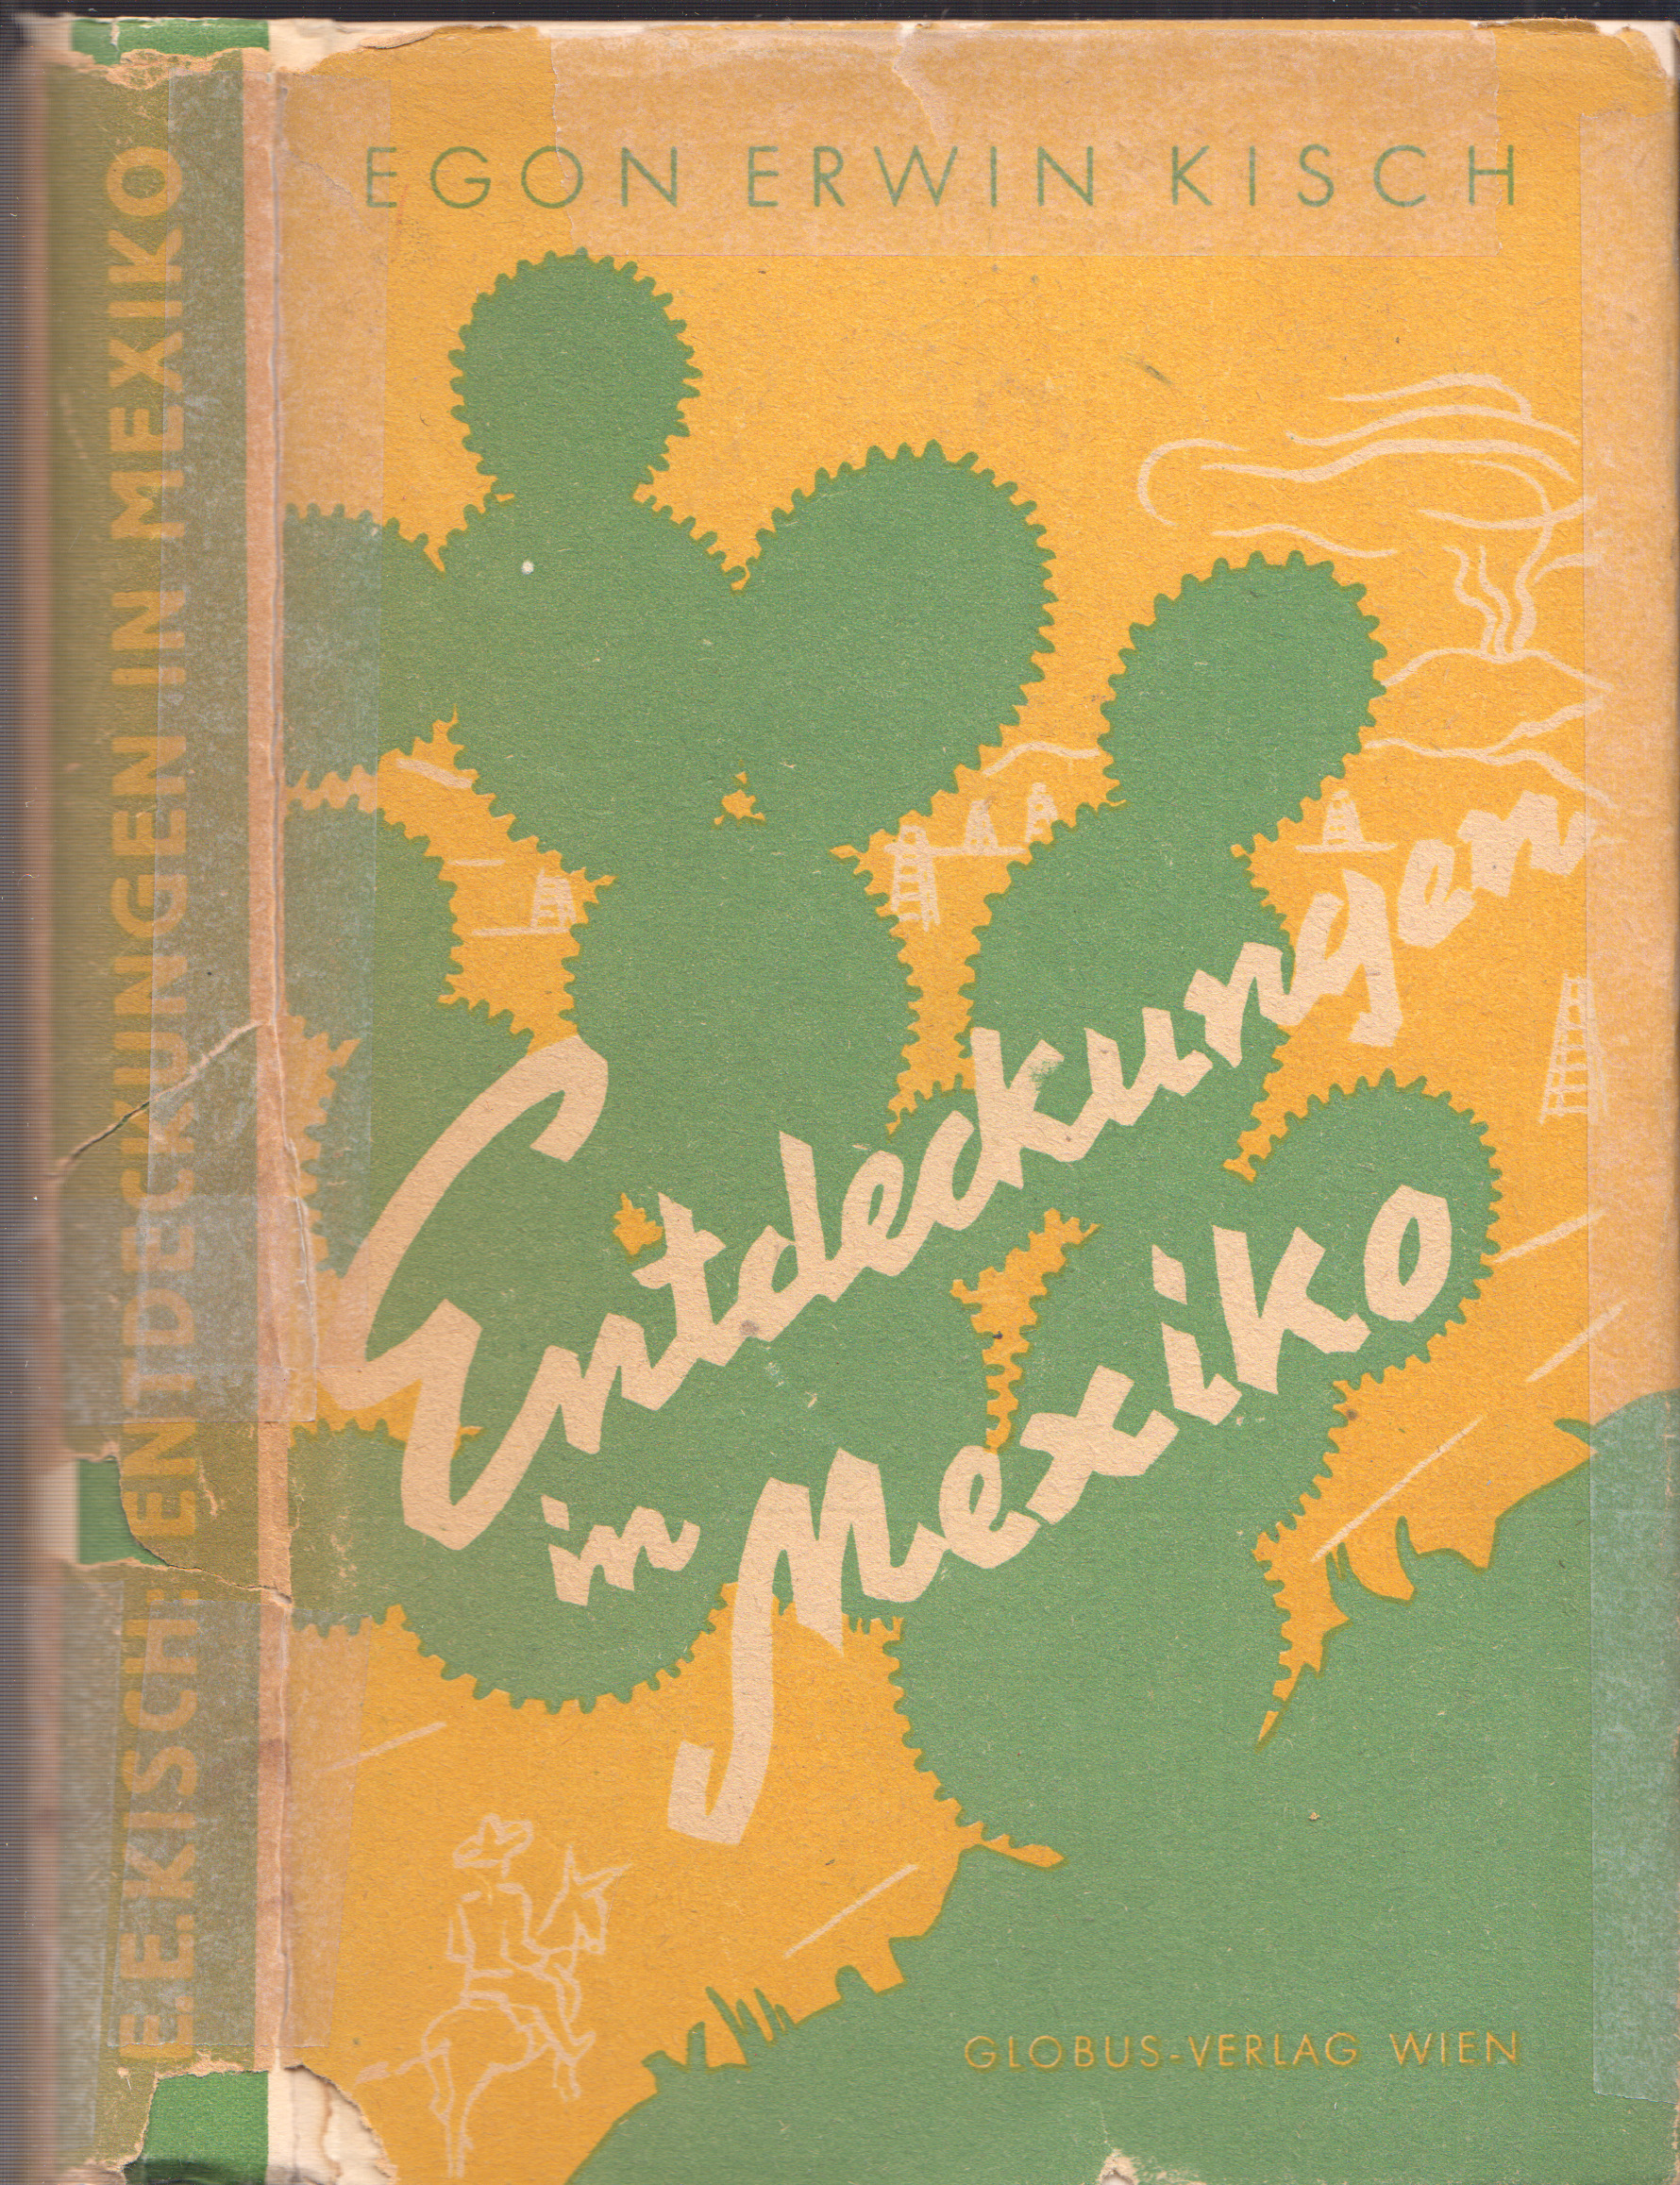 EGON ERWIN KISCH
Entdeckungen
in Mexiko
GLOBUS-VERLAG WIEN
E.E.KISCH: ENTDECKUNGEN IN MEXIKO